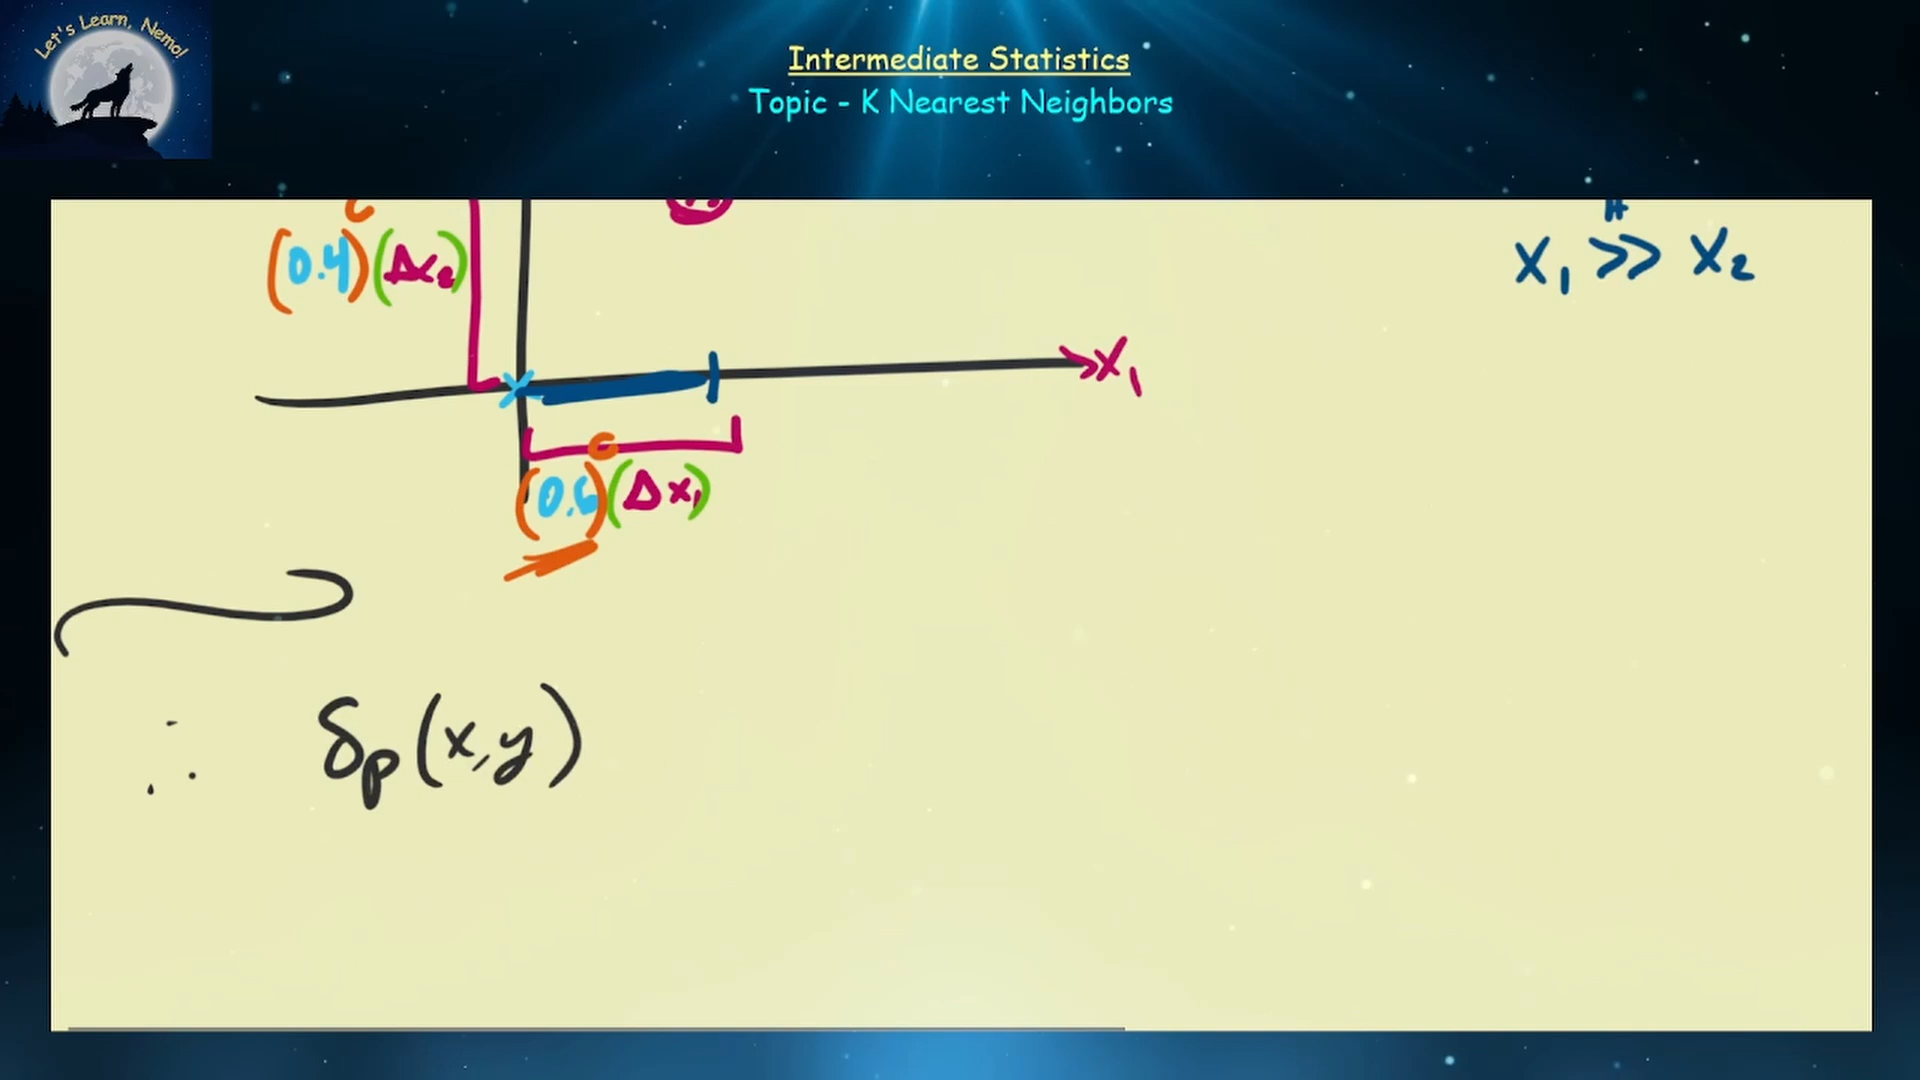 Let's Learn, Nemo!
Intermediate Statistics
Topic - K Nearest Neighbors
(0.4)(Δx₂)
x₁ >> x₂
x
x₁
(0.6)(Δx₁)
∴ δₚ(x,y)